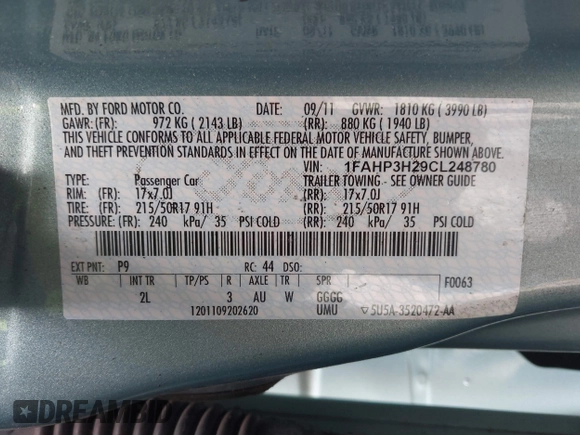 MFD. BY FORD MOTOR CO. DATE: 09/11 GVWR: 1810 KG ( 3990 LB)
GAWR: (FR): 972 KG ( 2143 LB) (RR): 880 KG ( 1940 LB)
THIS VEHICLE CONFORMS TO ALL APPLICABLE FEDERAL MOTOR VEHICLE SAFETY, BUMPER,
AND THEFT PREVENTION STANDARDS IN EFFECT ON THE DATE OF MANUFACTURE SHOWN ABOVE.
VIN: 1FAHP3H29CL248780
TYPE: Passenger Car TRAILER TOWING - SEE OWNER GUIDE
RIM: (FR): 17x7.0J (RR): 17x7.0J
TIRE: (FR): 215/50R17 91H (RR): 215/50R17 91H
PRESSURE: (FR): 240 kPa/ 35 PSI COLD (RR): 240 kPa/ 35 PSI COLD
EXT PNT: P9 RC: 44 DSO:
WB INT TR TP/PS R AXLE TR SPR F0063
2L 3 AU W GGGG
1201109202620 UMU 5U5A-3520472-AA
DREAMBID